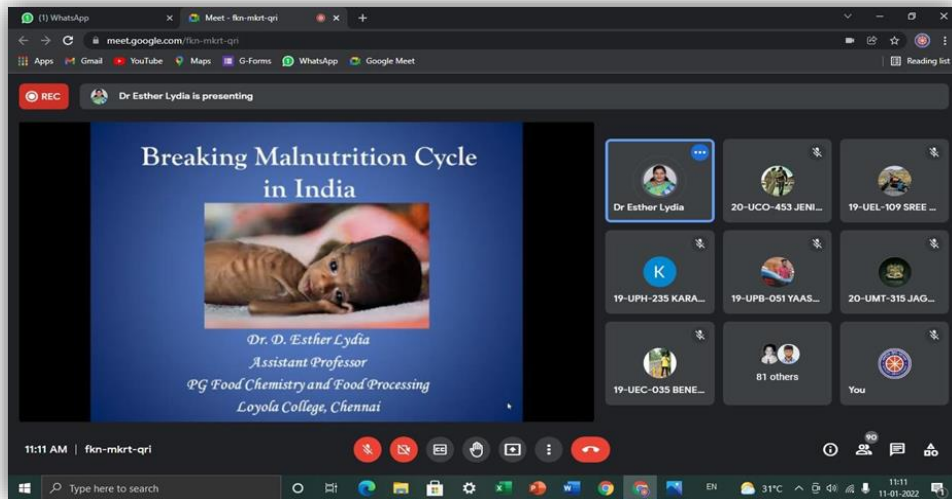 (1) WhatsApp
Meet - fkn-mkrt-qri
meet.google.com/fkn-mkrt-qri
Apps
Gmail
YouTube
Maps
G-Forms
WhatsApp
Google Meet
Reading list
REC
Dr Esther Lydia is presenting
Breaking Malnutrition Cycle
in India
Dr. D. Esther Lydia
Assistant Professor
PG Food Chemistry and Food Processing
Loyola College, Chennai
Dr Esther Lydia
20-UCO-453 JENI...
19-UEL-109 SREE ...
K
19-UPH-235 KARA...
19-UPB-051 YAAS...
20-UMT-315 JAG...
19-UEC-035 BENE...
81 others
You
11:11 AM | fkn-mkrt-qri
90
Type here to search
EN
31°C
11:11
11-01-2022